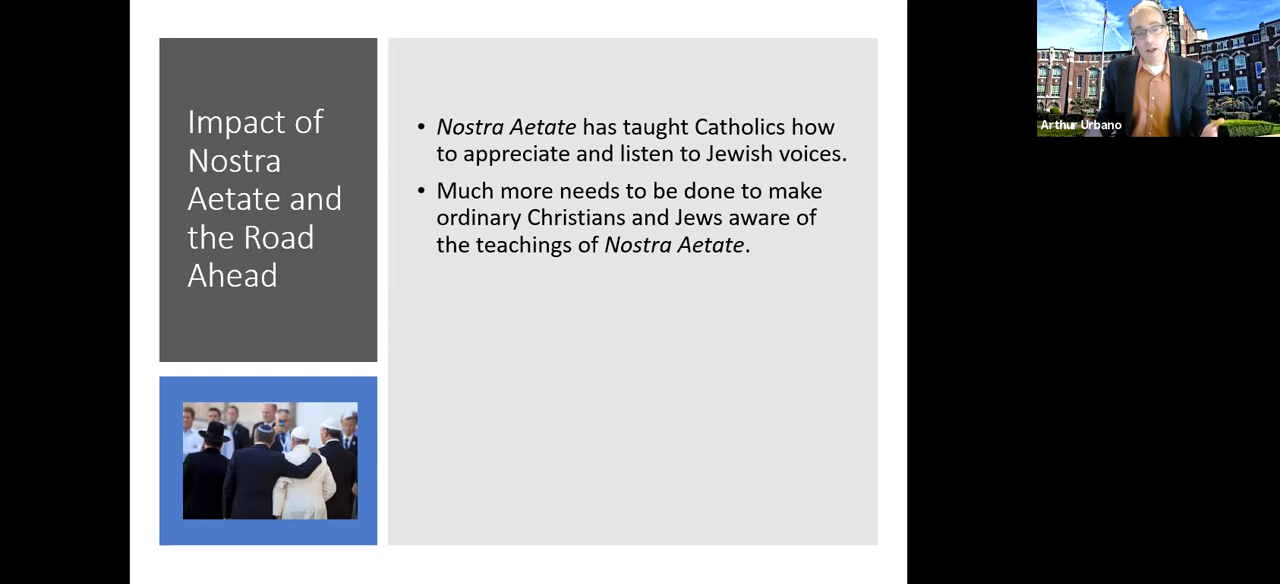 Impact of
Nostra
Aetate and
the Road
Ahead
• Nostra Aetate has taught Catholics how
to appreciate and listen to Jewish voices.
• Much more needs to be done to make
ordinary Christians and Jews aware of
the teachings of Nostra Aetate.
Arthur Urbano